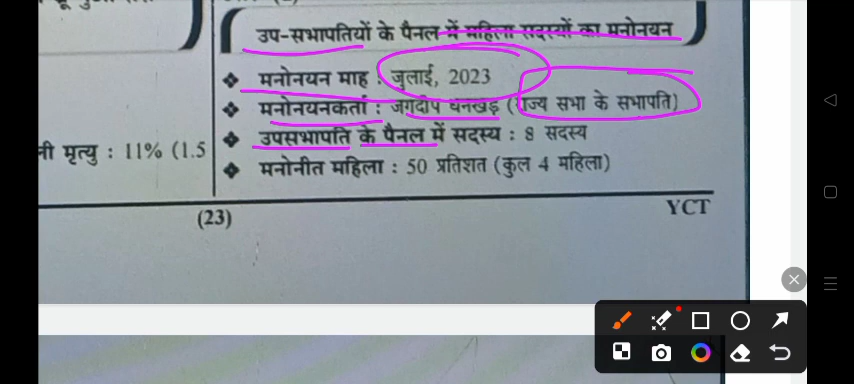 उप-सभापतियों के पैनल में महिला सदस्यों का मनोनयन
❖ मनोनयन माह : जुलाई, 2023
❖ मनोनयनकर्ता : जगदीप धनखड़ (राज्य सभा के सभापति)
❖ उपसभापति के पैनल में सदस्य : 8 सदस्य
नी मृत्यु : 11% (1.5
❖ मनोनीत महिला : 50 प्रतिशत (कुल 4 महिला)
(23)
YCT